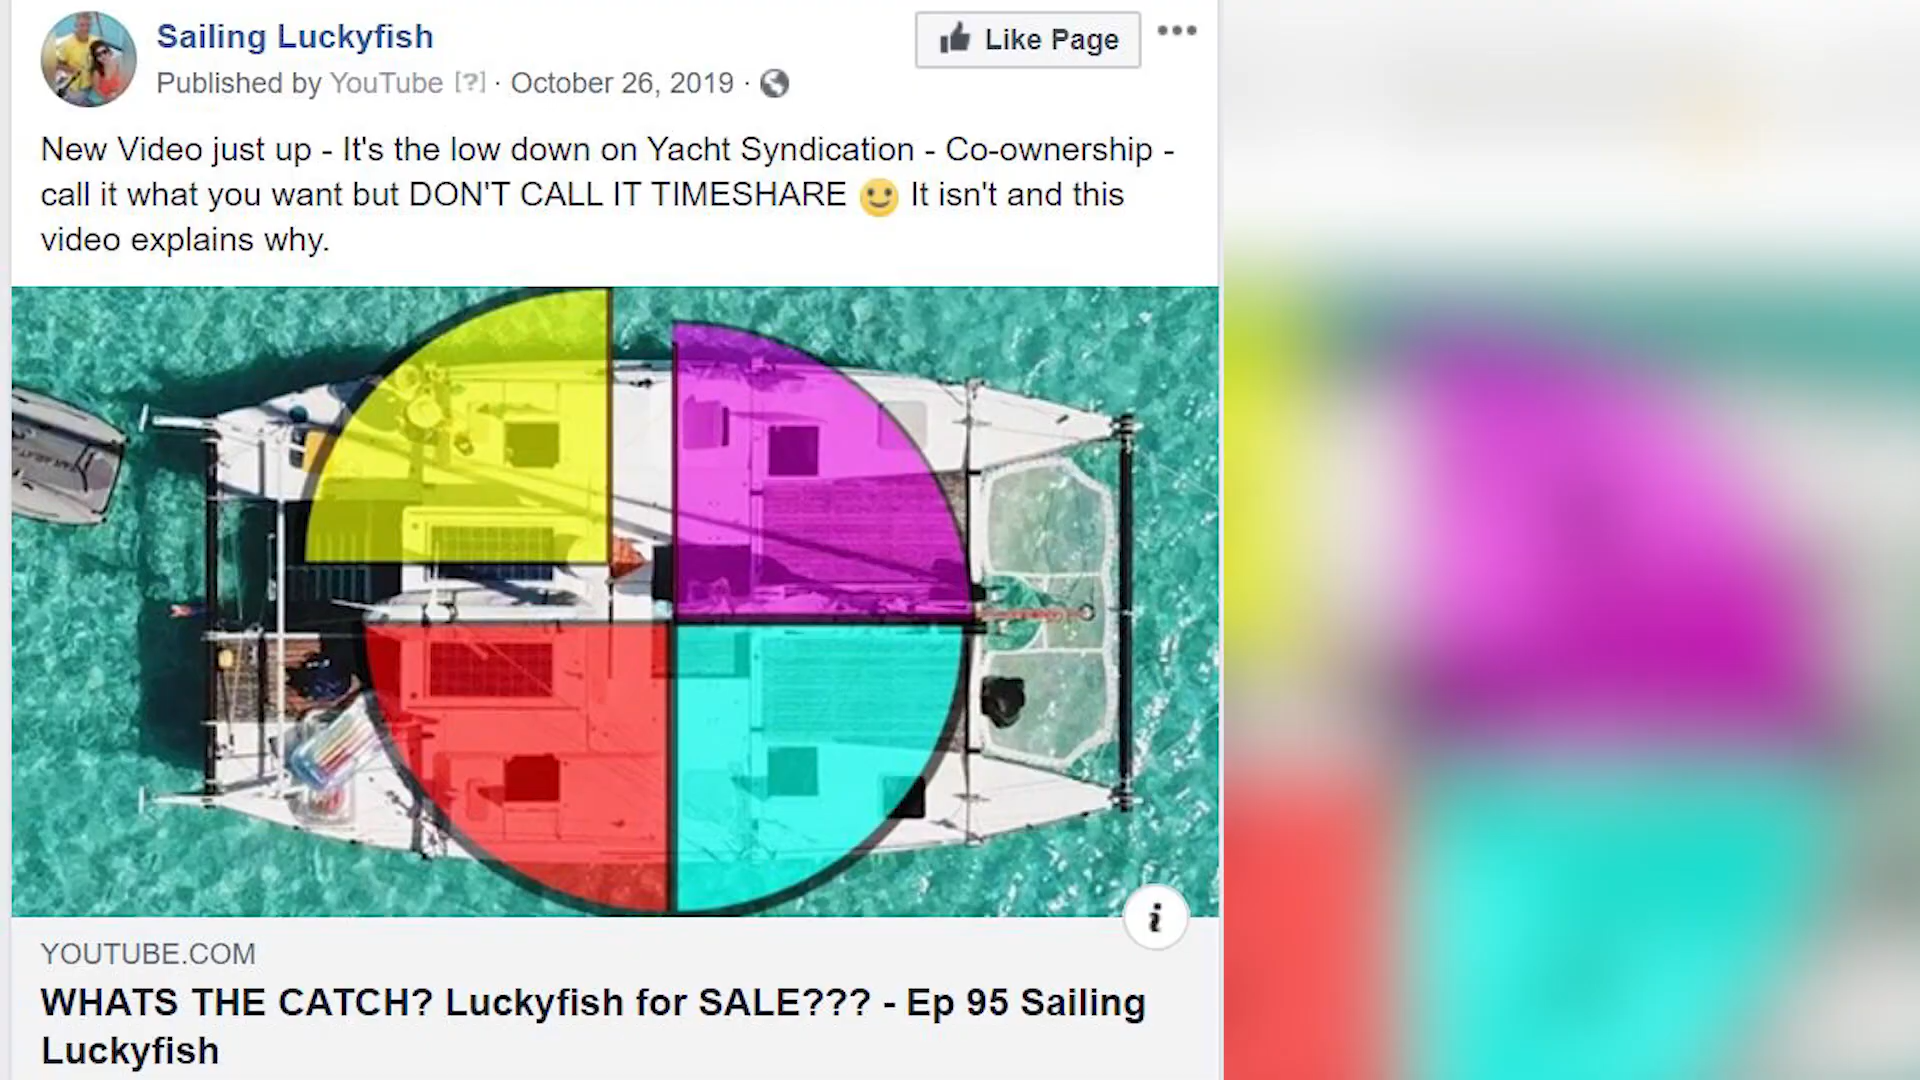 Sailing Luckyfish
Like Page
Published by YouTube [?] · October 26, 2019 ·
New Video just up - It's the low down on Yacht Syndication - Co-ownership -
call it what you want but DON'T CALL IT TIMESHARE 🙂 It isn't and this
video explains why.
i
YOUTUBE.COM
WHATS THE CATCH? Luckyfish for SALE??? - Ep 95 Sailing
Luckyfish